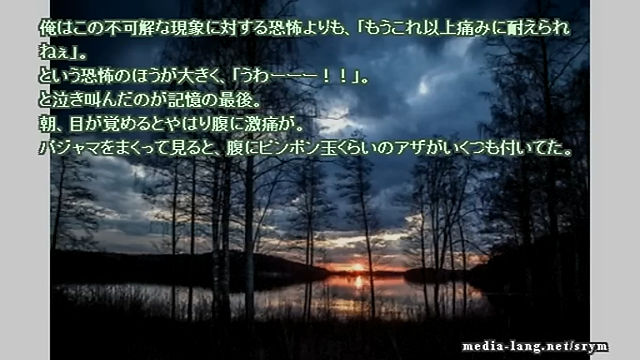 俺はこの不可解な現象に対する恐怖よりも、「もうこれ以上痛みに耐えられ
ねぇ」。
という恐怖のほうが大きく、「うわーーー！！」。
と泣き叫んだのが記憶の最後。
朝、目が覚めるとやはり腹に激痛が。
パジャマをまくって見ると、腹にピンポン玉くらいのアザがいくつも付いてた。
media-lang.net/srym